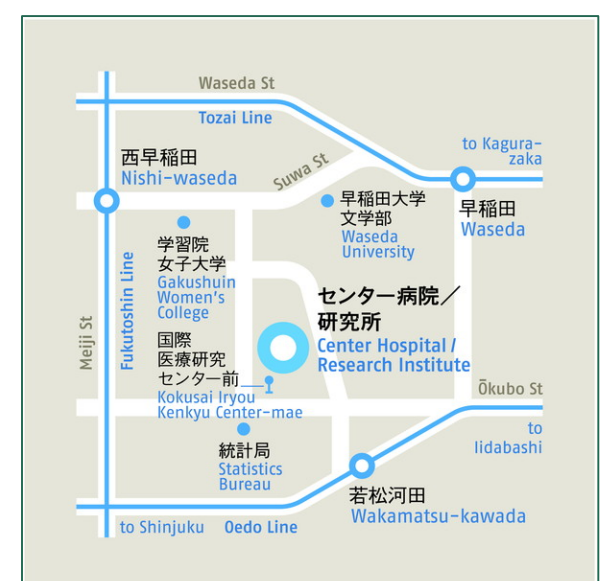 Waseda St
Tozai Line
to Kagura-
zaka
西早稲田
Nishi-waseda
Suwa St
早稲田大学
文学部
Waseda
University
早稲田
Waseda
学習院
女子大学
Gakushuin
Women's
College
センター病院／
研究所
Center Hospital /
Research Institute
Meiji St
Fukutoshin Line
国際
医療研究
センター前
Kokusai Iryou
Kenkyu Center-mae
Ōkubo St
to
Iidabashi
統計局
Statistics
Bureau
若松河田
Wakamatsu-kawada
to Shinjuku
Oedo Line